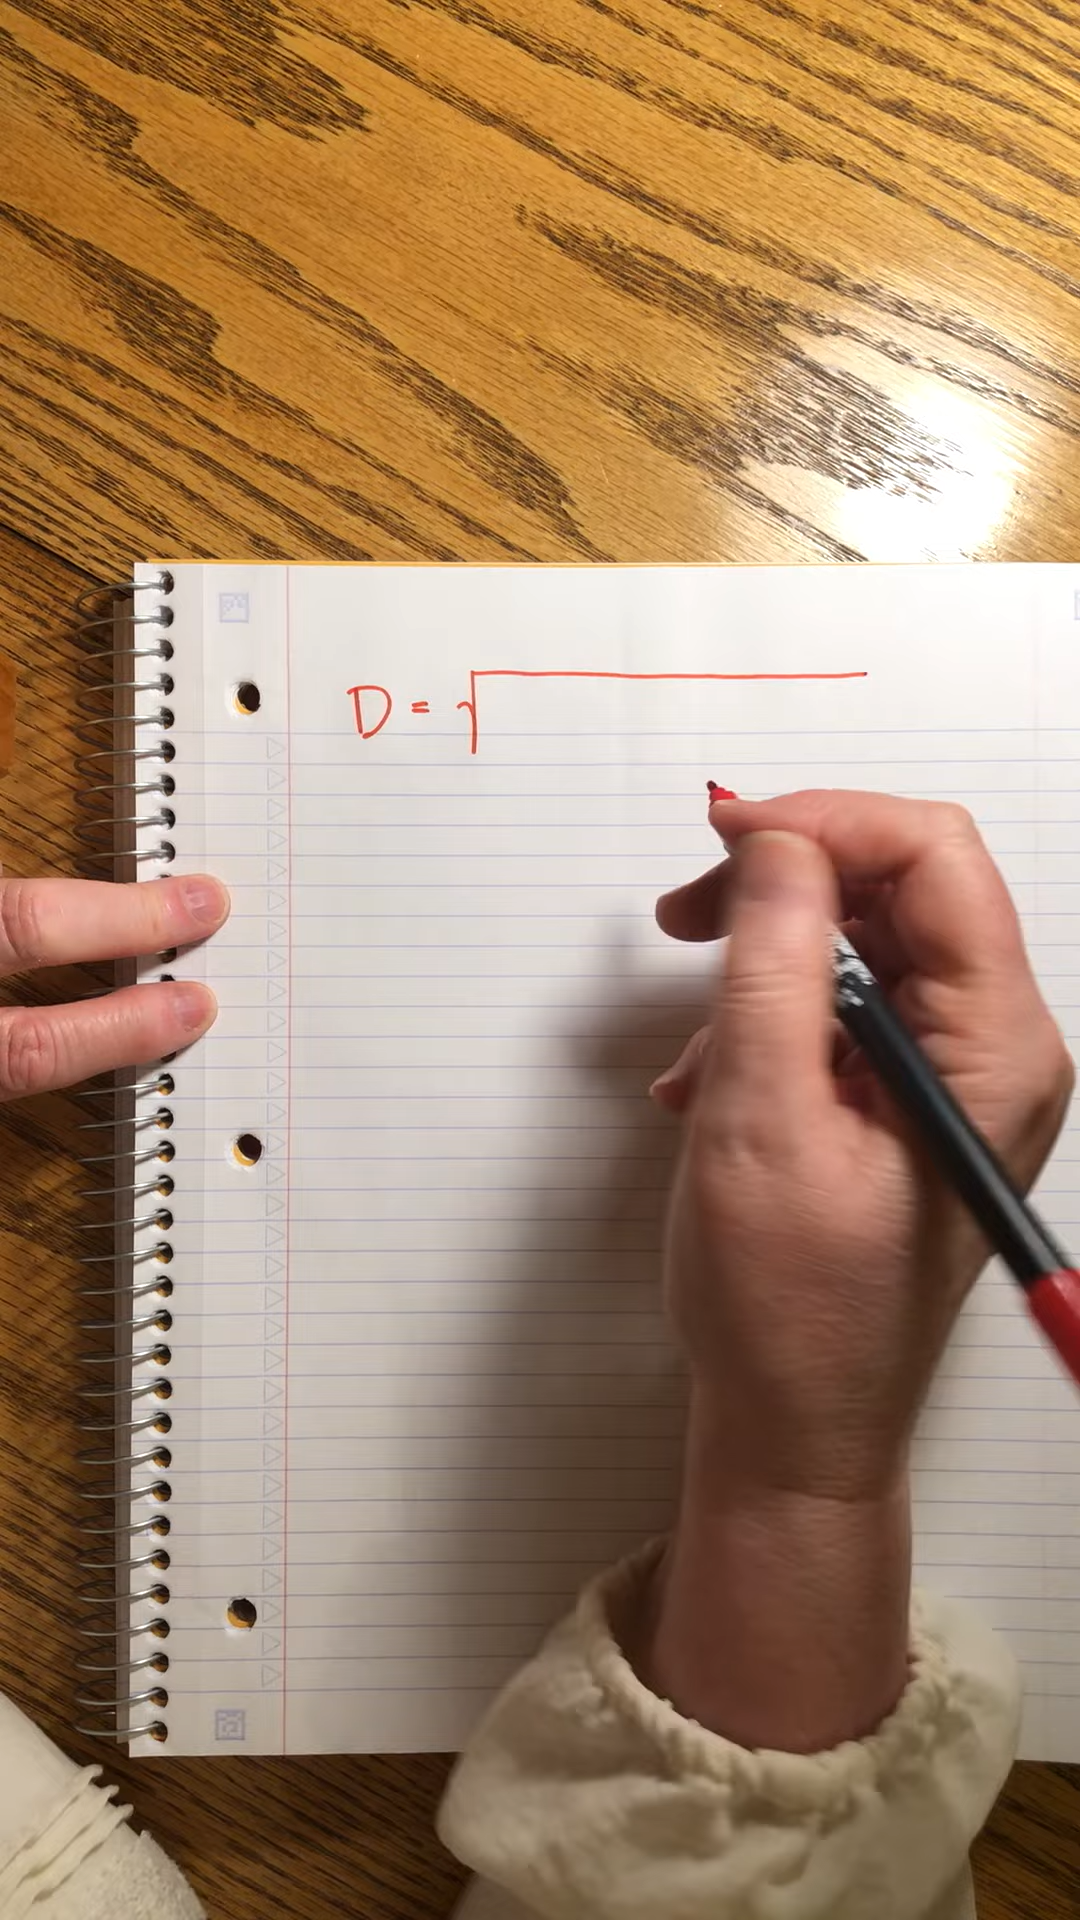 D = √